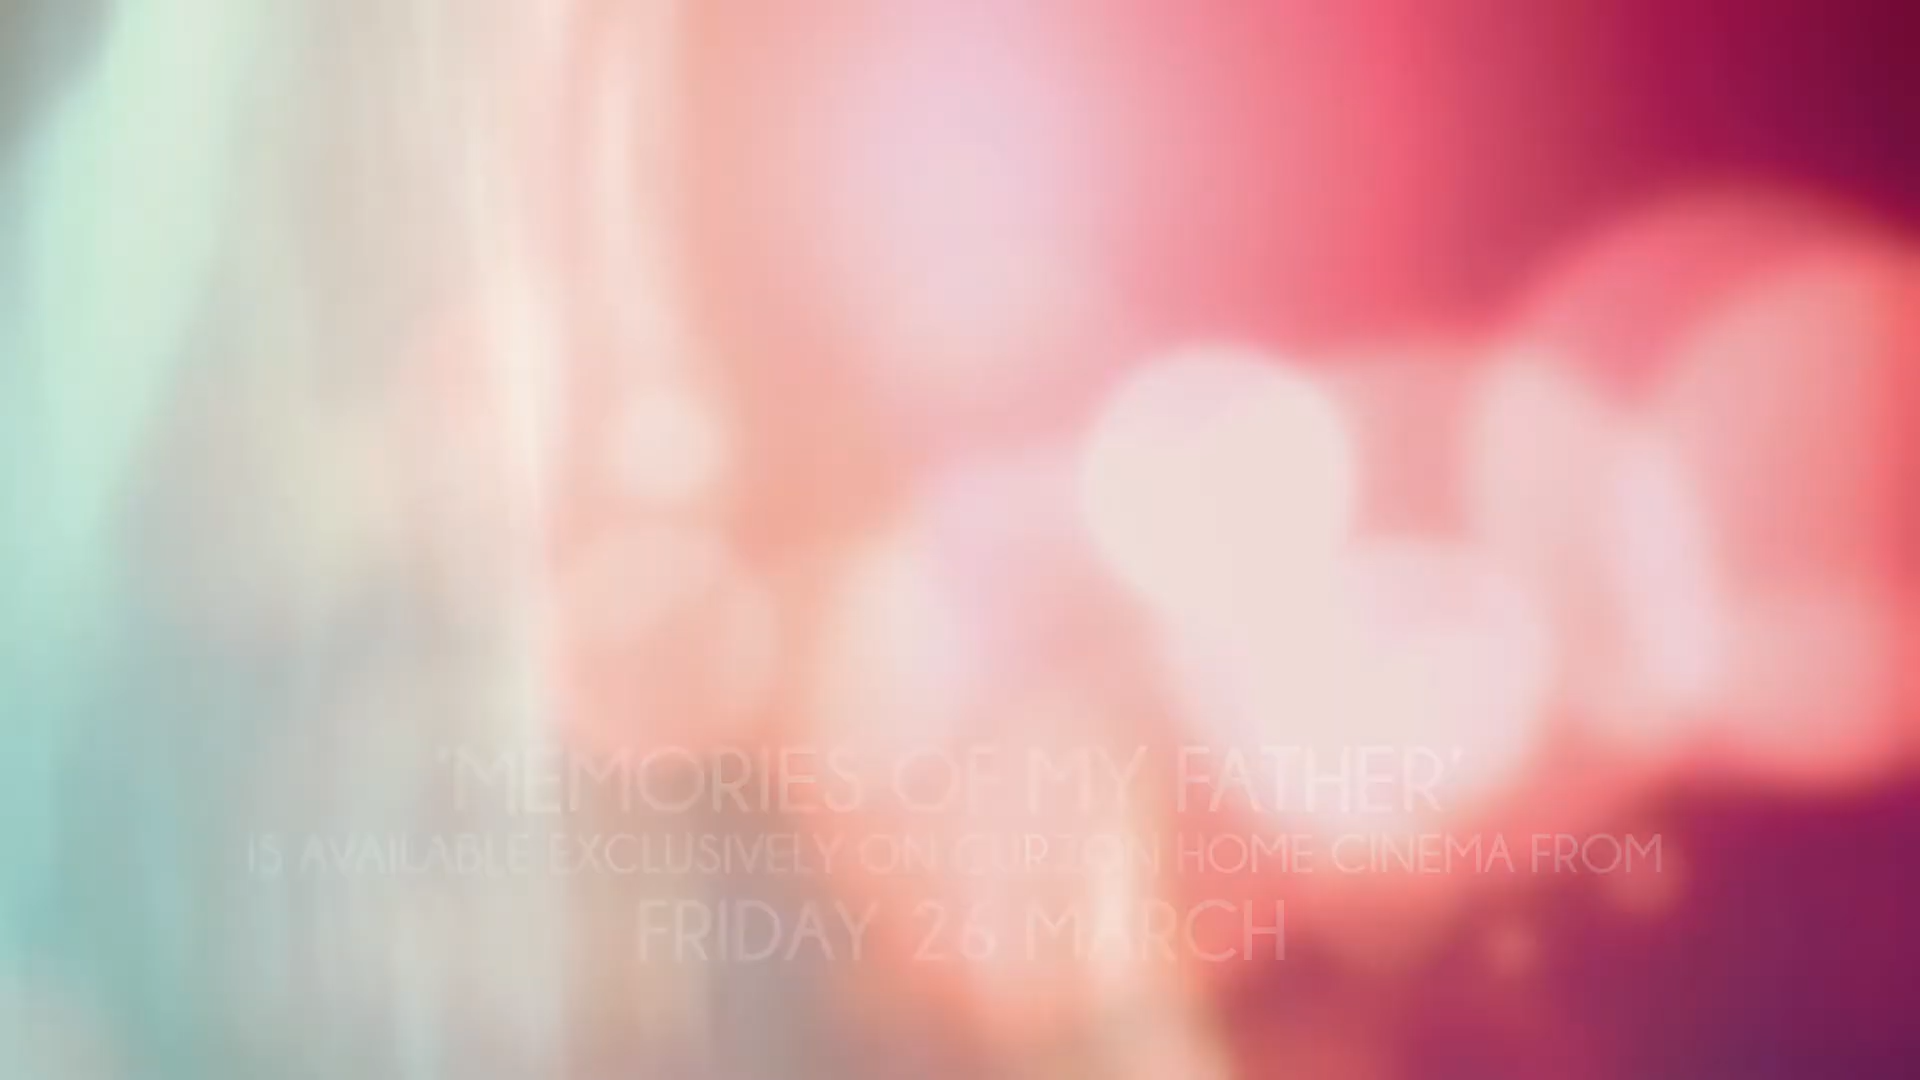 'MEMORIES OF MY FATHER'
IS AVAILABLE EXCLUSIVELY ON CURZON HOME CINEMA FROM
FRIDAY 26 MARCH